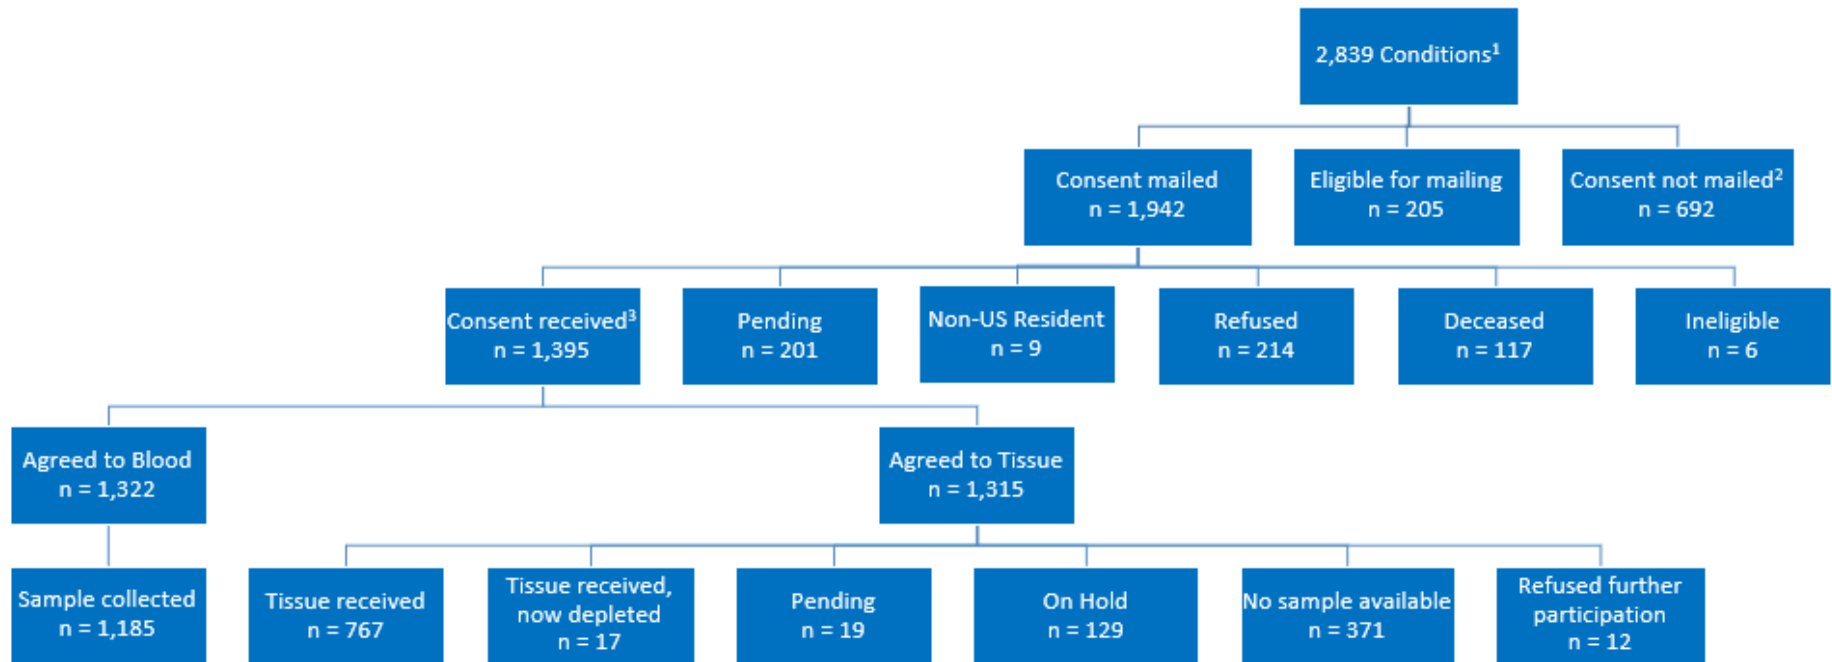 2,839 Conditions¹
Consent mailed
n = 1,942
Eligible for mailing
n = 205
Consent not mailed²
n = 692
Consent received³
n = 1,395
Pending
n = 201
Non-US Resident
n = 9
Refused
n = 214
Deceased
n = 117
Ineligible
n = 6
Agreed to Blood
n = 1,322
Agreed to Tissue
n = 1,315
Sample collected
n = 1,185
Tissue received
n = 767
Tissue received,
now depleted
n = 17
Pending
n = 19
On Hold
n = 129
No sample available
n = 371
Refused further
participation
n = 12